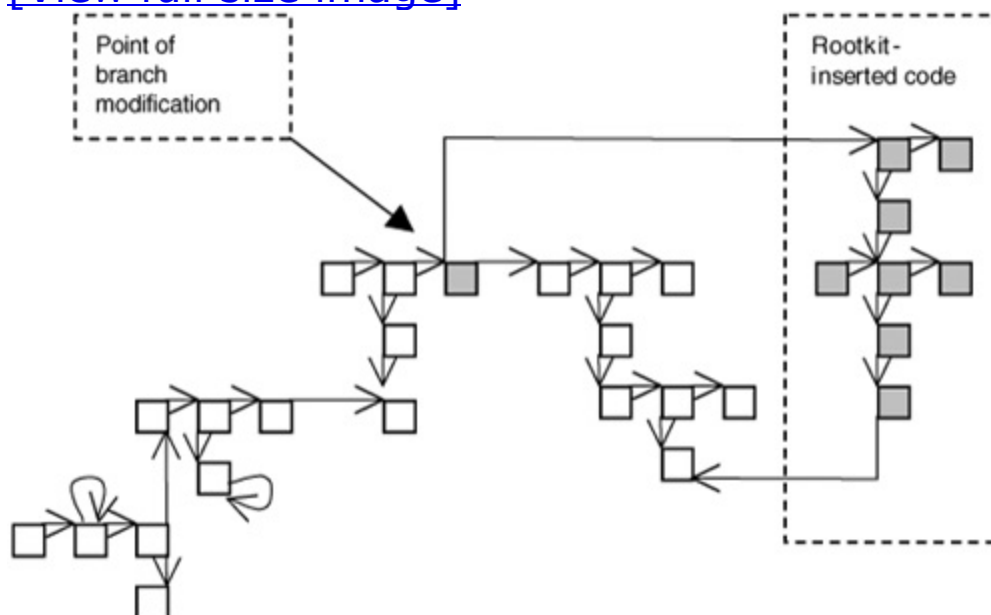 Point of
branch
modification
Rootkit-
inserted code